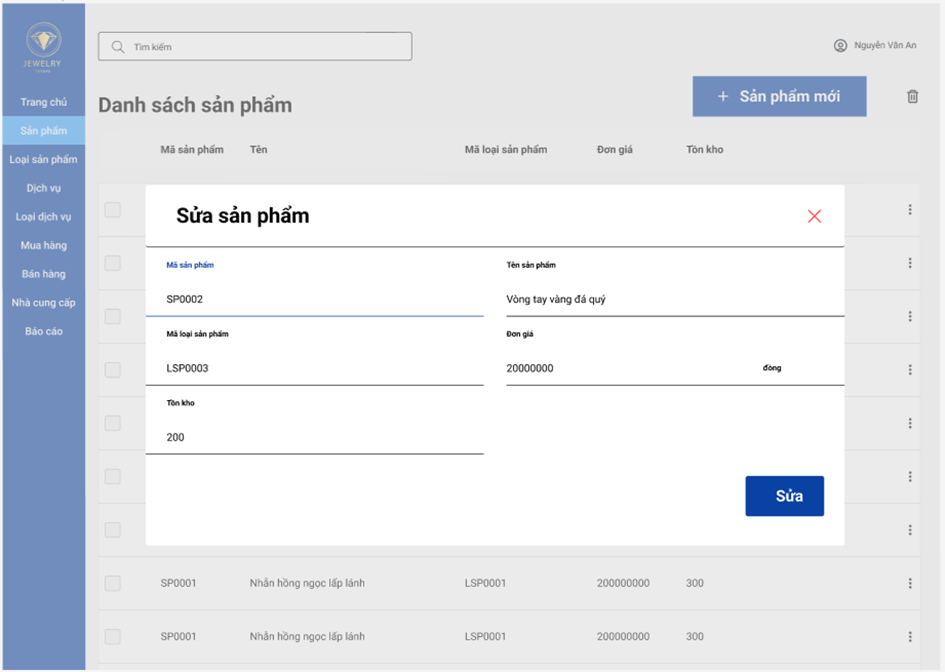 JEWELRY
Tìm kiếm
Nguyễn Văn An
Trang chủ
Sản phẩm
Loại sản phẩm
Dịch vụ
Loại dịch vụ
Mua hàng
Bán hàng
Nhà cung cấp
Báo cáo
Danh sách sản phẩm
+ Sản phẩm mới
Mã sản phẩm Tên Mã loại sản phẩm Đơn giá Tồn kho
Sửa sản phẩm
Mã sản phẩm Tên sản phẩm
SP0002 Vòng tay vàng đá quý
Mã loại sản phẩm Đơn giá
LSP0003 20000000 đòng
Tồn kho
200
Sửa
SP0001 Nhẫn hồng ngọc lấp lánh LSP0001 200000000 300
SP0001 Nhẫn hồng ngọc lấp lánh LSP0001 200000000 300